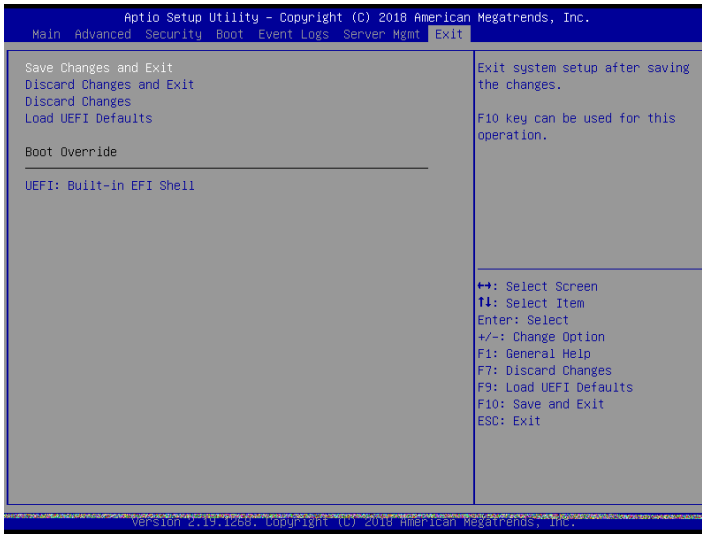 Aptio Setup Utility – Copyright (C) 2018 American Megatrends, Inc.
Main Advanced Security Boot Event Logs Server Mgmt Exit
Save Changes and Exit
Discard Changes and Exit
Discard Changes
Load UEFI Defaults
Boot Override
UEFI: Built-in EFI Shell
Exit system setup after saving
the changes.
F10 key can be used for this
operation.
↔: Select Screen
↑↓: Select Item
Enter: Select
+/-: Change Option
F1: General Help
F7: Discard Changes
F9: Load UEFI Defaults
F10: Save and Exit
ESC: Exit
Version 2.19.1268. Copyright (C) 2018 American Megatrends, Inc.